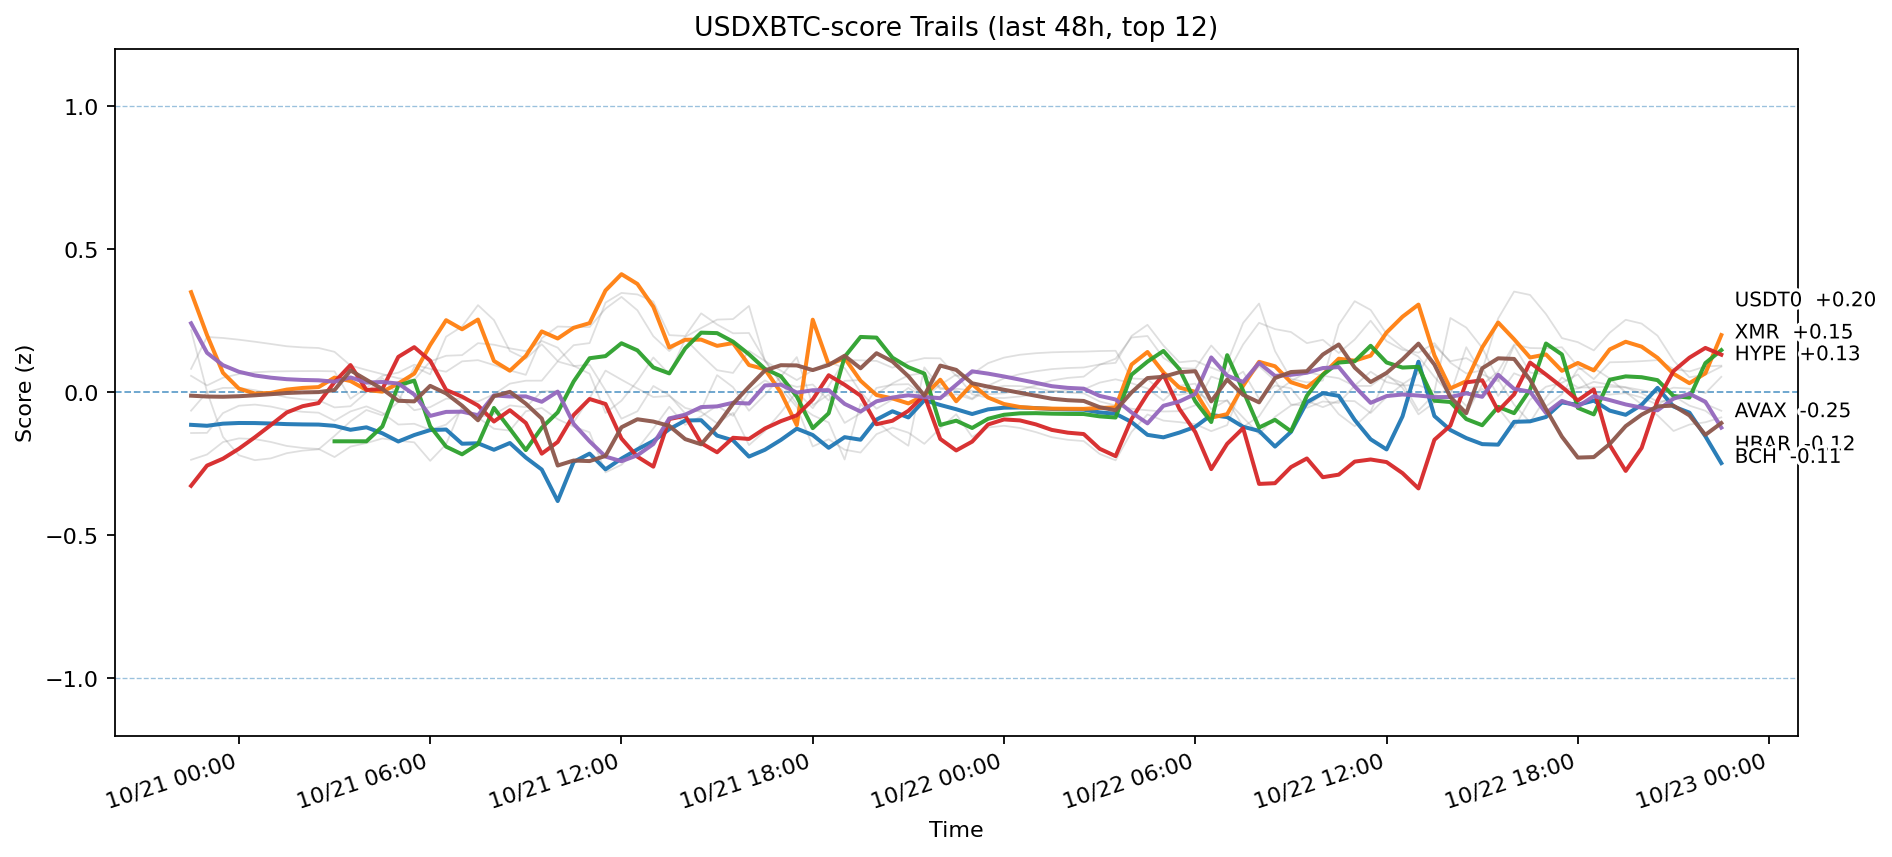 USDXBTC-score Trails (last 48h, top 12)
Score (z)
1.0
0.5
0.0
−0.5
−1.0
USDT0 +0.20
XMR +0.15
HYPE +0.13
AVAX -0.25
HBAR -0.12
BCH -0.11
10/21 00:00
10/21 06:00
10/21 12:00
10/21 18:00
10/22 00:00
10/22 06:00
10/22 12:00
10/22 18:00
10/23 00:00
Time